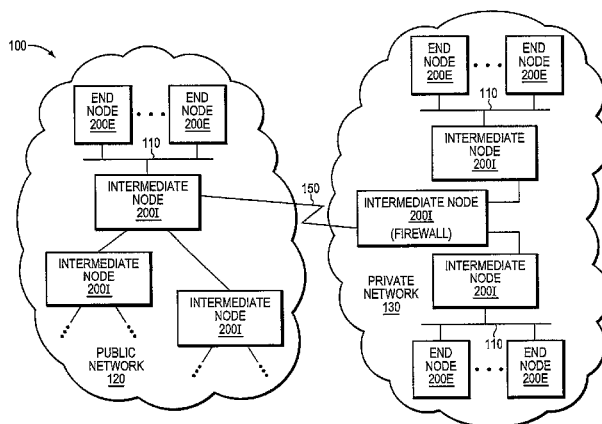 100
END
NODE
200E
END
NODE
200E
110
INTERMEDIATE
NODE
200I
INTERMEDIATE
NODE
200I
INTERMEDIATE
NODE
200I
PUBLIC
NETWORK
120
150
END
NODE
200E
END
NODE
200E
110
INTERMEDIATE
NODE
200I
INTERMEDIATE NODE
200I
(FIREWALL)
INTERMEDIATE
NODE
200I
PRIVATE
NETWORK
130
110
END
NODE
200E
END
NODE
200E